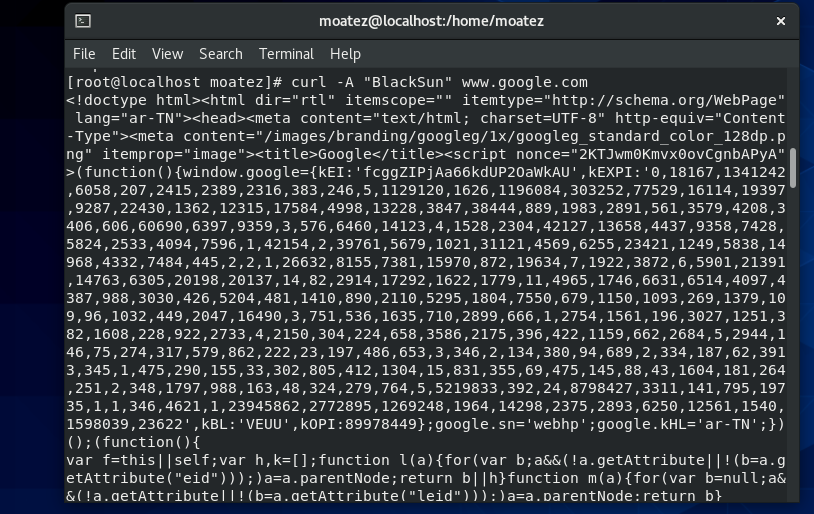 moatez@localhost:/home/moatez
File Edit View Search Terminal Help
[root@localhost moatez]# curl -A "BlackSun" www.google.com
<!doctype html><html dir="rtl" itemscope="" itemtype="http://schema.org/WebPage"
 lang="ar-TN"><head><meta content="text/html; charset=UTF-8" http-equiv="Content
-Type"><meta content="/images/branding/googleg/1x/googleg_standard_color_128dp.p
ng" itemprop="image"><title>Google</title><script nonce="2KTJwm0Kmvx0ovCgnbAPyA"
>(function(){window.google={kEI:'fcggZIPjAa66kdUP2OaWkAU',kEXPI:'0,18167,1341242
,6058,207,2415,2389,2316,383,246,5,1129120,1626,1196084,303252,77529,16114,19397
,9287,22430,1362,12315,17584,4998,13228,3847,38444,889,1983,2891,561,3579,4208,3
406,606,60690,6397,9359,3,576,6460,14123,4,1528,2304,42127,13658,4437,9358,7428,
5824,2533,4094,7596,1,42154,2,39761,5679,1021,31121,4569,6255,23421,1249,5838,14
968,4332,7484,445,2,2,1,26632,8155,7381,15970,872,19634,7,1922,3872,6,5901,21391
,14763,6305,20198,20137,14,82,2914,17292,1622,1779,11,4965,1746,6631,6514,4097,4
387,988,3030,426,5204,481,1410,890,2110,5295,1804,7550,679,1150,1093,269,1379,10
9,96,1032,449,2047,16490,3,751,536,1635,710,2899,666,1,2754,1561,196,3027,1251,3
82,1608,228,922,2733,4,2150,304,224,658,3586,2175,396,422,1159,662,2684,5,2944,1
46,75,274,317,579,862,222,23,197,486,653,3,346,2,134,380,94,689,2,334,187,62,391
3,345,1,475,290,155,33,302,805,412,1304,15,831,355,69,475,145,88,43,1604,181,264
,251,2,348,1797,988,163,48,324,279,764,5,5219833,392,24,8798427,3311,141,795,197
35,1,1,346,4621,1,23945862,2772895,1269248,1964,14298,2375,2893,6250,12561,1540,
1598039,23622',kBL:'VEUU',kOPI:89978449};google.sn='webhp';google.kHL='ar-TN';})
();(function(){
var f=this||self;var h,k=[];function l(a){for(var b;a&&(!a.getAttribute||!(b=a.g
etAttribute("eid")));)a=a.parentNode;return b||h}function m(a){for(var b=null;a&
&(!a.getAttribute||!(b=a.getAttribute("leid")));)a=a.parentNode;return b}